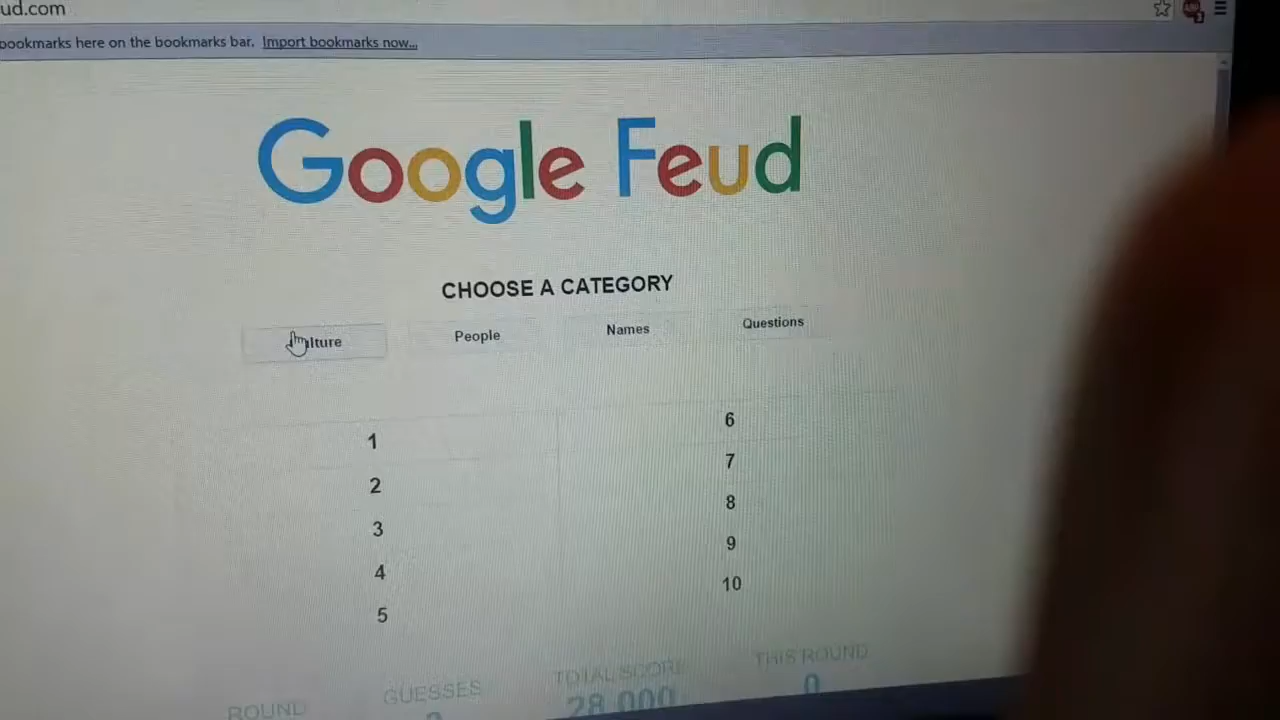 ud.com
bookmarks here on the bookmarks bar. Import bookmarks now...
Google Feud
CHOOSE A CATEGORY
lture People Names Questions
1 6
2 7
3 8
4 9
5 10
ROUND GUESSES TOTAL SCORE THIS ROUND
28,000 0